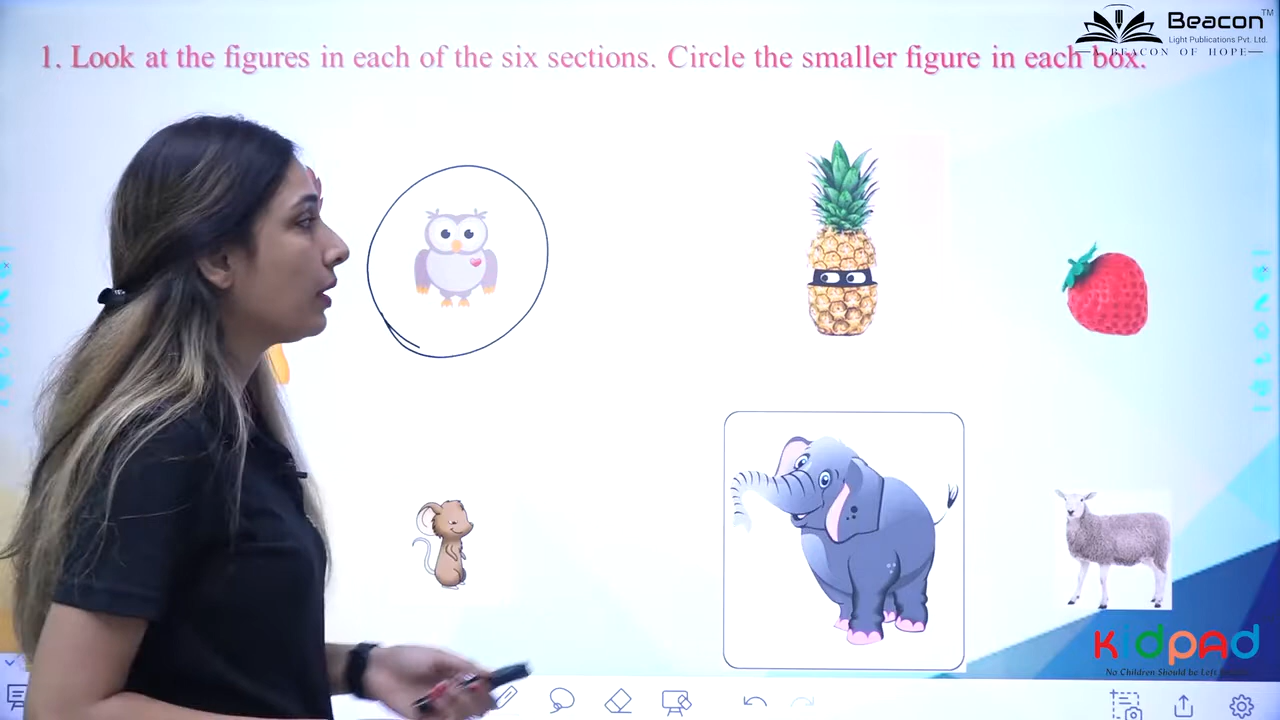 Beacon TM
Light Publications Pvt. Ltd.
A BEACON OF HOPE
1. Look at the figures in each of the six sections. Circle the smaller figure in each box.
kidpad
No Children Should be Left